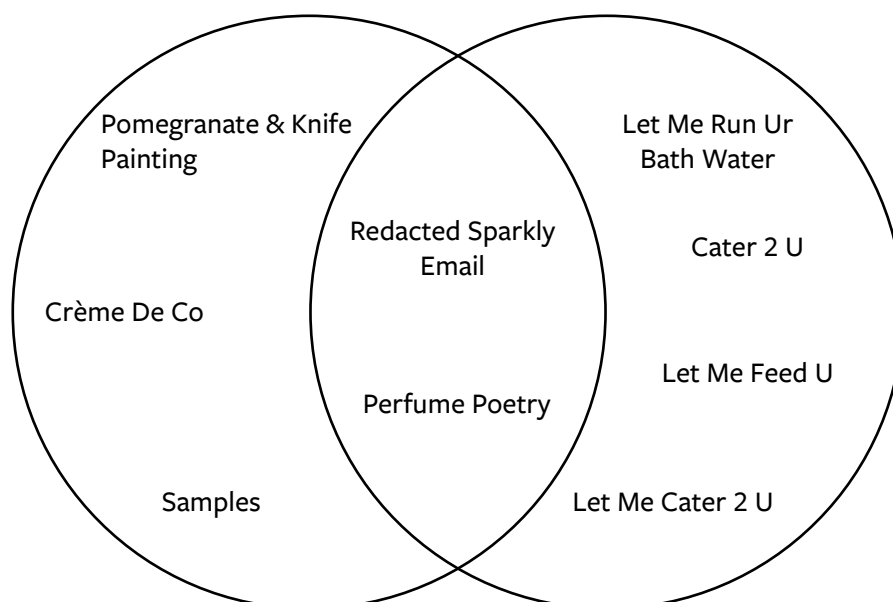 Pomegranate & Knife
Painting
Crème De Co
Samples
Redacted Sparkly
Email
Perfume Poetry
Let Me Run Ur
Bath Water
Cater 2 U
Let Me Feed U
Let Me Cater 2 U